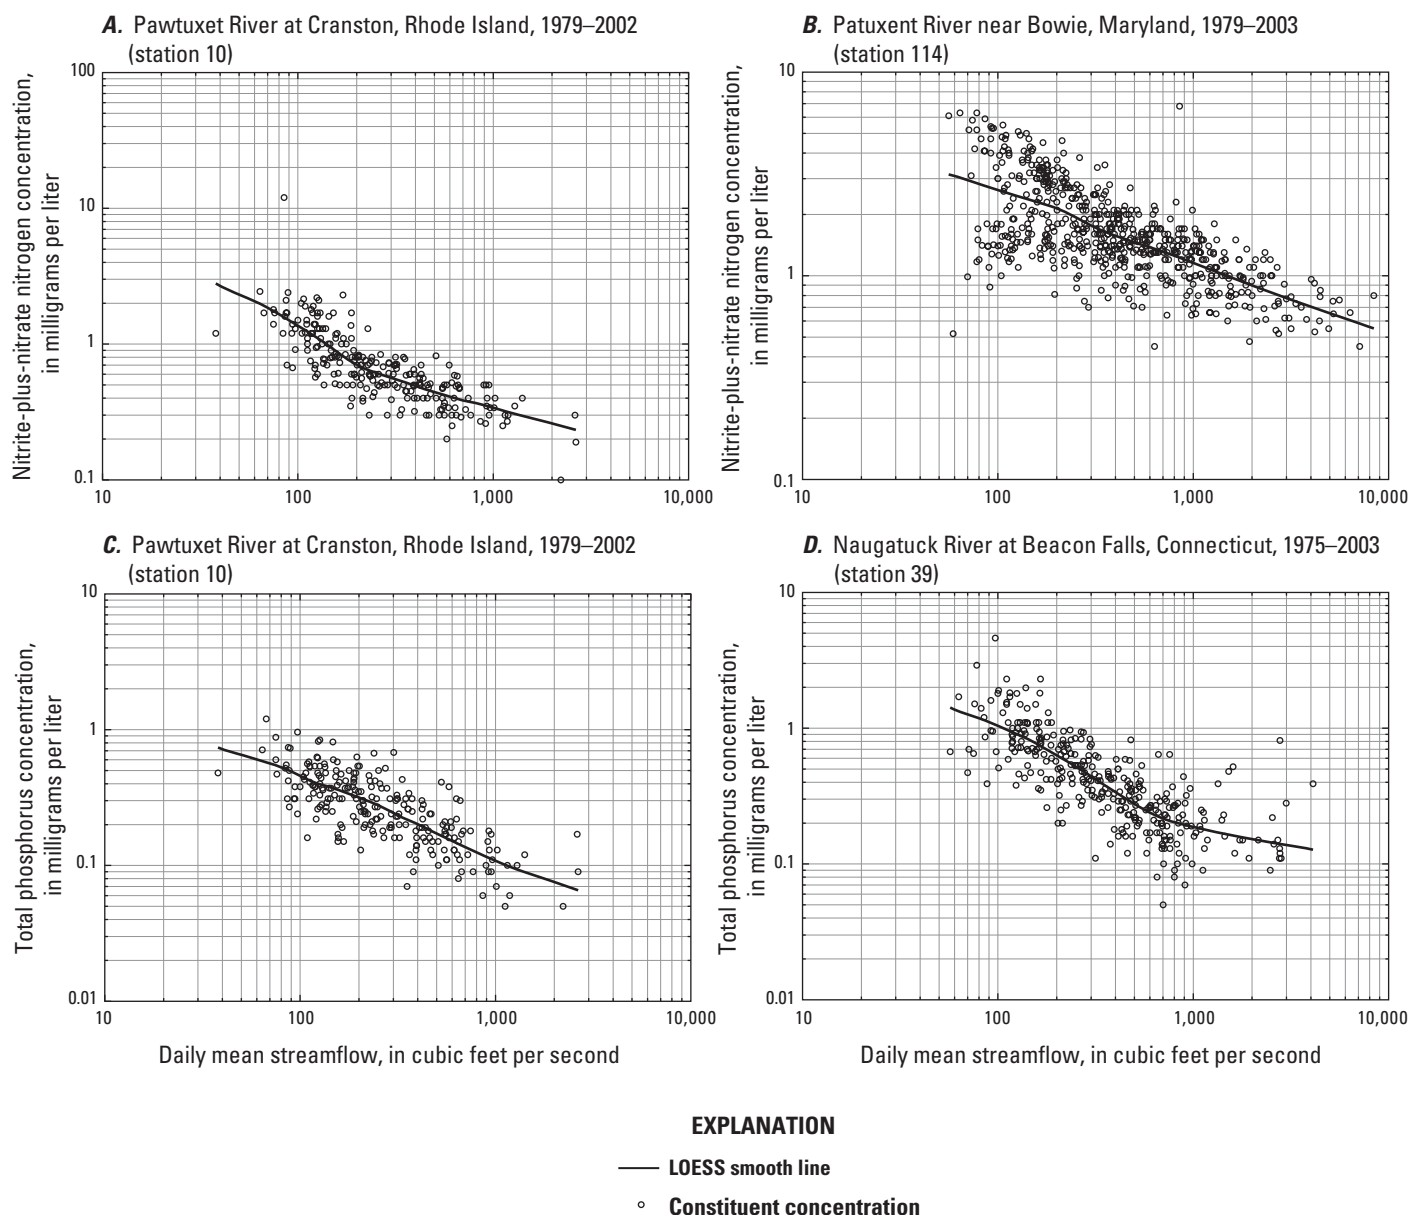 A. Pawtuxet River at Cranston, Rhode Island, 1979–2002
(station 10)
Nitrite-plus-nitrate nitrogen concentration,
in milligrams per liter
100
10
1
0.1
10
100
1,000
10,000
B. Patuxent River near Bowie, Maryland, 1979–2003
(station 114)
Nitrite-plus-nitrate nitrogen concentration,
in milligrams per liter
10
1
0.1
10
100
1,000
10,000
C. Pawtuxet River at Cranston, Rhode Island, 1979–2002
(station 10)
Total phosphorus concentration,
in milligrams per liter
10
1
0.1
0.01
10
100
1,000
10,000
Daily mean streamflow, in cubic feet per second
D. Naugatuck River at Beacon Falls, Connecticut, 1975–2003
(station 39)
Total phosphorus concentration,
in milligrams per liter
10
1
0.1
0.01
10
100
1,000
10,000
Daily mean streamflow, in cubic feet per second
EXPLANATION
LOESS smooth line
Constituent concentration